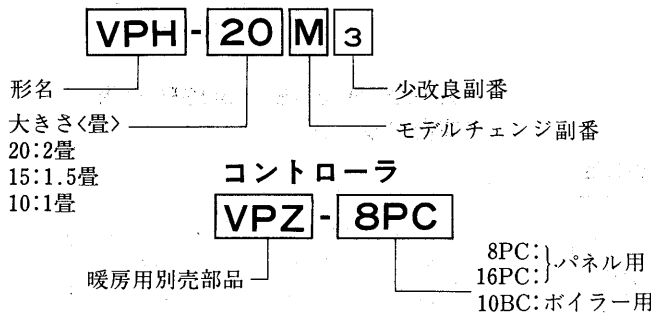 VPH-20M3
形名
少改良副番
大きさ〈畳〉
モデルチェンジ副番
20:2畳
15:1.5畳
10:1畳
コントローラ
VPZ-8PC
暖房用別売部品
8PC:
16PC:
パネル用
10BC:ボイラー用